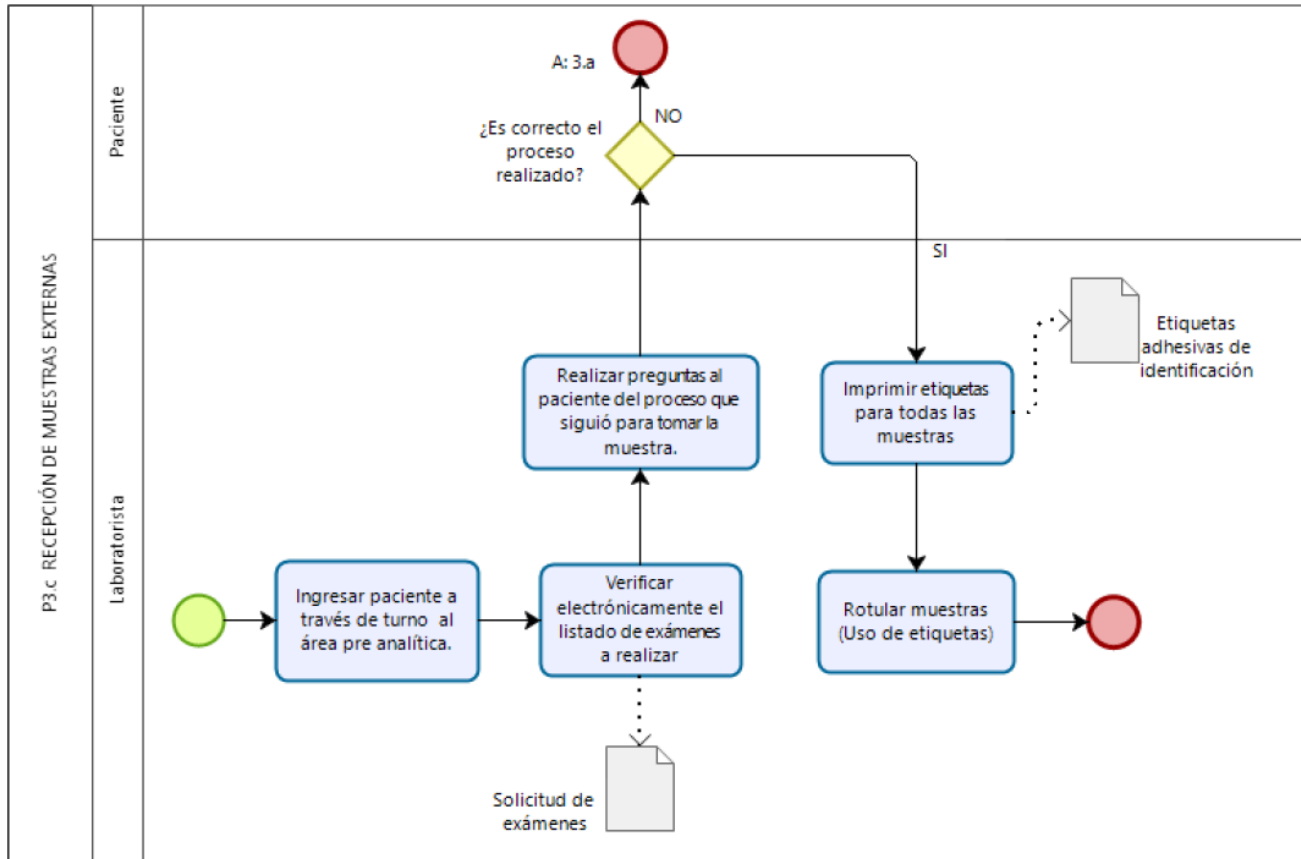 P3.c RECEPCIÓN DE MUESTRAS EXTERNAS
Paciente
A: 3.a
¿Es correcto el
proceso
realizado?
NO
Laboratorista
SI
Etiquetas
adhesivas de
identificación
Realizar preguntas al
paciente del proceso que
siguió para tomar la
muestra.
Imprimir etiquetas
para todas las
muestras
Ingresar paciente a
través de turno al
área pre analítica.
Verificar
electrónicamente el
listado de exámenes
a realizar
Rotular muestras
(Uso de etiquetas)
Solicitud de
exámenes